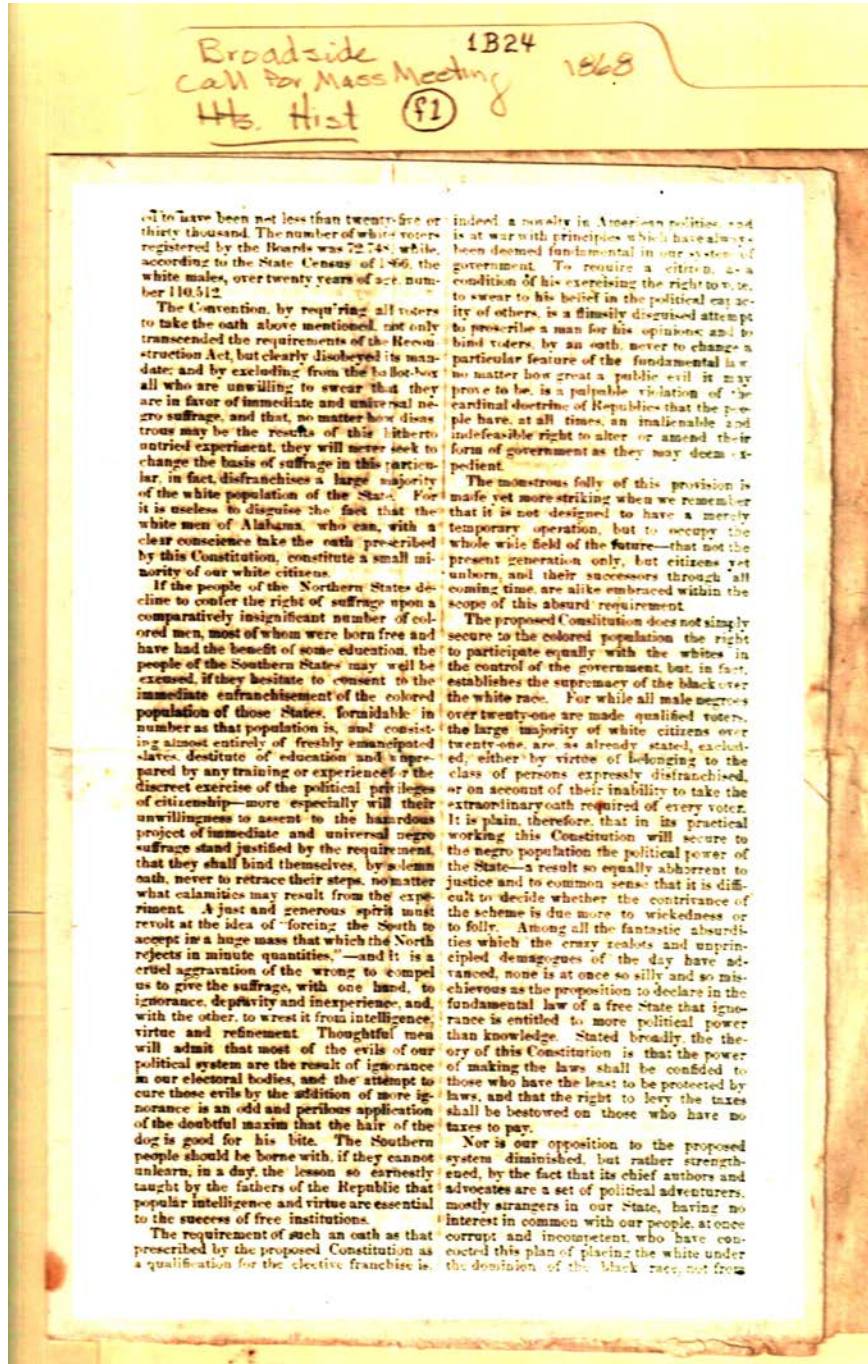 Broadside 1B24
Call For Mass Meeting 1868
Hts. Hist f1
ed to have been not less than twenty-five or
thirty thousand. The number of white voters
registered by the Boards was 72,748, while,
according to the State Census of 1866, the
white males, over twenty years of age, num-
ber 110,512.
The Convention, by requ'ring all voters
to take the oath above mentioned, not only
transcended the requirements of the Recon-
struction Act, but clearly disobeyed its man-
date; and by excluding from the ballot-box
all who are unwilling to swear that they
are in favor of immediate and universal ne-
gro suffrage, and that, no matter how disas
trous may be the results of this hitherto
untried experiment, they will never seek to
change the basis of suffrage in this particu-
lar, in fact, disfranchises a large majority
of the white population of the State. For
it is useless to disguise the fact that the
white men of Alabama, who can, with a
clear conscience take the oath prescribed
by this Constitution, constitute a small mi-
nority of our white citizens.
If the people of the Northern States de-
cline to confer the right of suffrage upon a
comparatively insignificant number of col-
ored men, most of whom were born free and
have had the benefit of some education, the
people of the Southern States may well be
excused, if they hesitate to consent to the
immediate enfranchisement of the colored
population of those States, formidable in
number as that population is, and consist-
ing almost entirely of freshly emancipated
slaves, destitute of education and unpre-
pared by any training or experience for the
discreet exercise of the political privileges
of citizenship—more especially will their
unwillingness to assent to the hazardous
project of immediate and universal negro
suffrage stand justified by the requirement,
that they shall bind themselves, by solemn
oath, never to retrace their steps, no matter
what calamities may result from the expe-
riment. A just and generous spirit must
revolt at the idea of "forcing the South to
accept in a huge mass that which the North
rejects in minute quantities,"—and it is a
cruel aggravation of the wrong to compel
us to give the suffrage, with one hand, to
ignorance, depravity and inexperience, and,
with the other, to wrest it from intelligence,
virtue and refinement. Thoughtful men
will admit that most of the evils of our
political system are the result of ignorance
in our electoral bodies, and the attempt to
cure those evils by the addition of more ig-
norance is an odd and perilous application
of the doubtful maxim that the hair of the
dog is good for his bite. The Southern
people should be borne with, if they cannot
unlearn, in a day, the lesson so earnestly
taught by the fathers of the Republic that
popular intelligence and virtue are essential
to the success of free institutions.
The requirement of such an oath as that
prescribed by the proposed Constitution as
a qualification for the elective franchise is,
indeed, a novelty in American politics, and
is at war with principles which have always
been deemed fundamental in our system of
government. To require a citizen, as a
condition of his exercising the right to vote,
to swear to his belief in the political capac-
ity of others, is a flimsily disguised attempt
to proscribe a man for his opinions; and to
bind voters, by an oath, never to change a
particular feature of the fundamental law,
no matter how great a public evil it may
prove to be, is a palpable violation of the
cardinal doctrine of Republics that the peo-
ple have, at all times, an inalienable and
indefeasible right to alter or amend their
form of government as they may deem ex-
pedient.
The monstrous folly of this provision is
made yet more striking when we remember
that it is not designed to have a merely
temporary operation, but to occupy the
whole wide field of the future—that not the
present generation only, but citizens yet
unborn, and their successors through all
coming time, are alike embraced within the
scope of this absurd requirement.
The proposed Constitution does not simply
secure to the colored population the right
to participate equally with the whites in
the control of the government, but, in fact,
establishes the supremacy of the black over
the white race. For while all male negroes
over twenty-one are made qualified voters,
the large majority of white citizens over
twenty-one, are, as already stated, exclud-
ed, either by virtue of belonging to the
class of persons expressly disfranchised,
or on account of their inability to take the
extraordinary oath required of every voter.
It is plain, therefore, that in its practical
working this Constitution will secure to
the negro population the political power of
the State—a result so equally abhorrent to
justice and to common sense that it is diffi-
cult to decide whether the contrivance of
the scheme is due more to wickedness or
to folly. Among all the fantastic absurdi-
ties which the crazy zealots and unprin-
cipled demagogues of the day have ad-
vanced, none is at once so silly and so mis-
chievous as the proposition to declare in the
fundamental law of a free State that igno-
rance is entitled to more political power
than knowledge. Stated broadly, the the-
ory of this Constitution is that the power
of making the laws shall be confided to
those who have the least to be protected by
laws, and that the right to levy the taxes
shall be bestowed on those who have no
taxes to pay.
Nor is our opposition to the proposed
system diminished, but rather strength-
ened, by the fact that its chief authors and
advocates are a set of political adventurers,
mostly strangers in our State, having no
interest in common with our people, at once
corrupt and incompetent, who have con-
cocted this plan of placing the white under
the dominion of the black race, not from